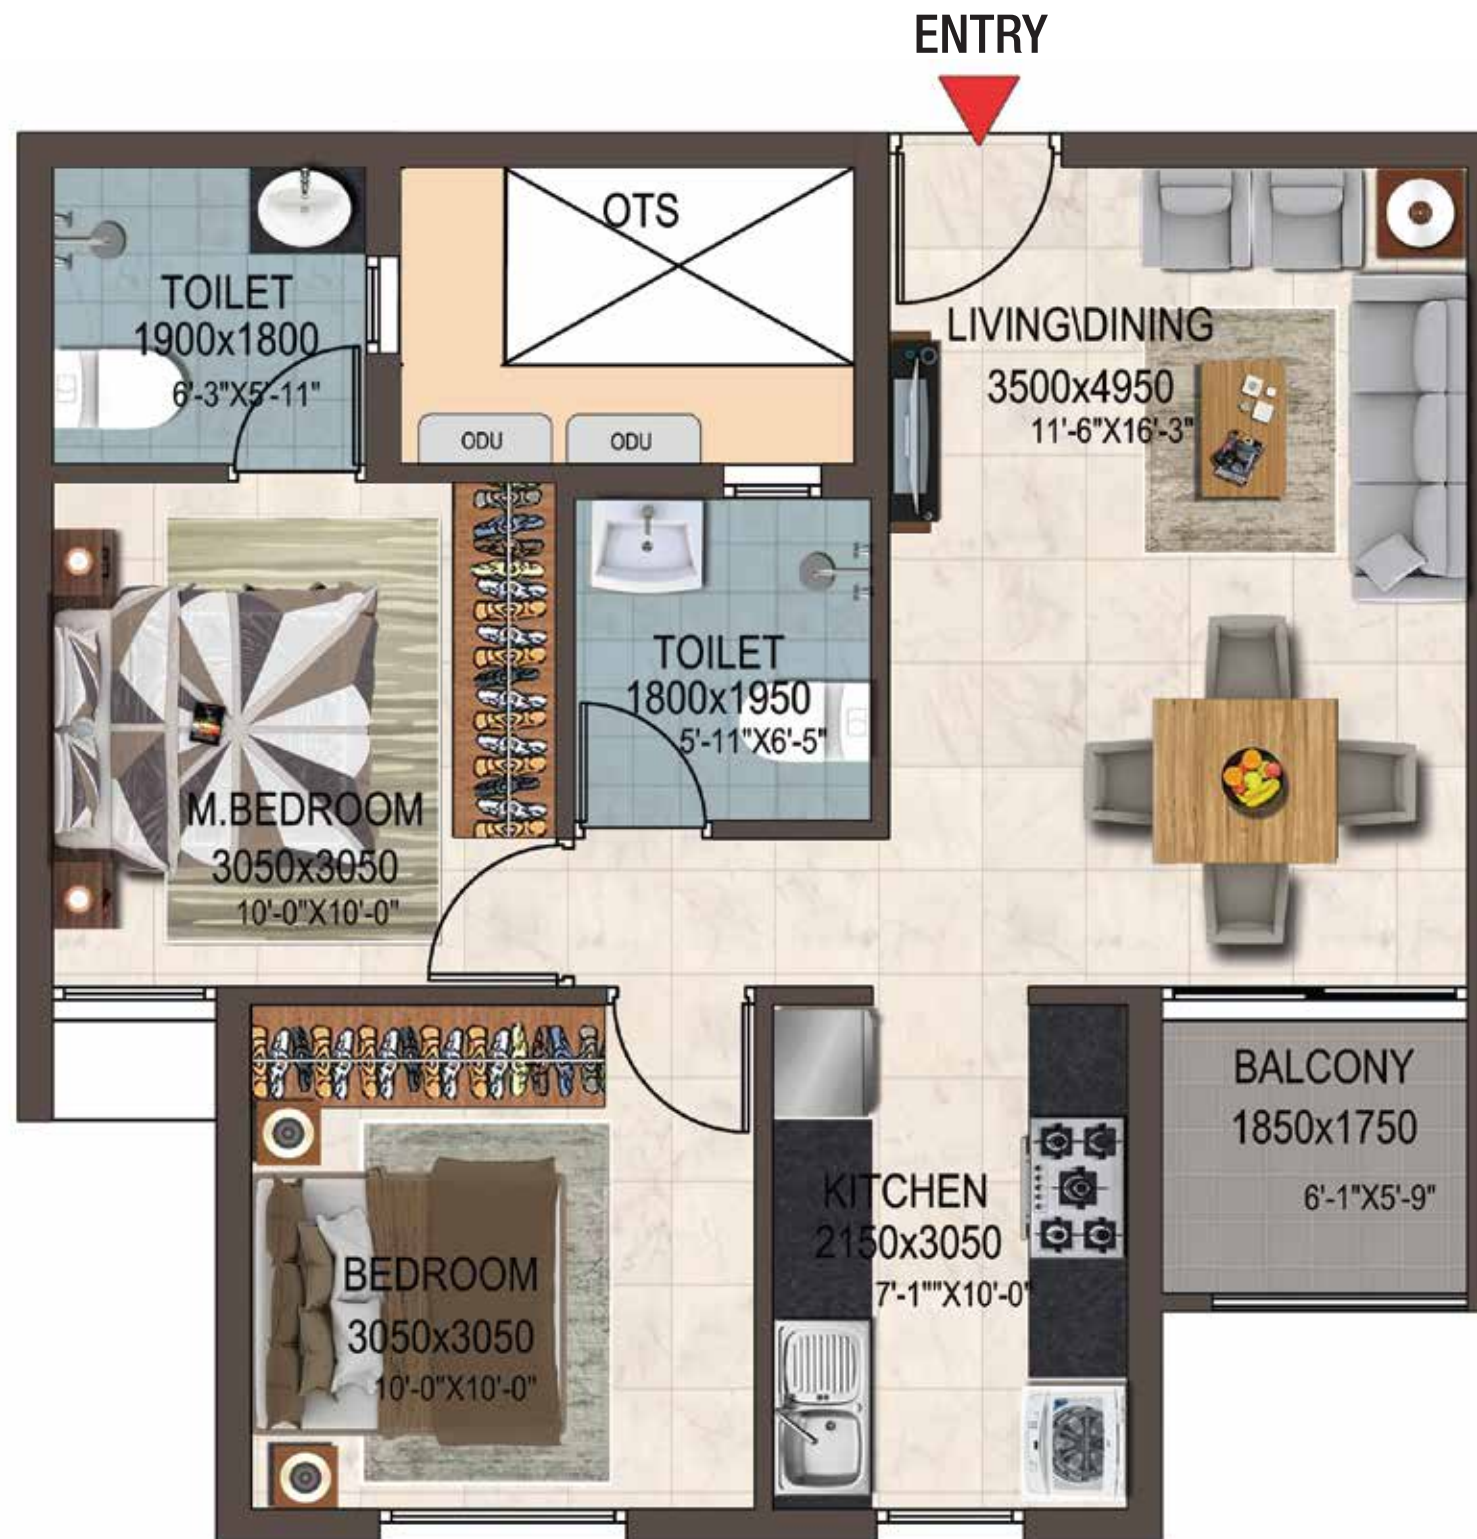 ENTRY
OTS
TOILET
1900x1800
6'-3"X5'-11"
LIVING\DINING
3500x4950
11'-6"X16'-3"
ODU
ODU
TOILET
1800x1950
5'-11"X6'-5"
M.BEDROOM
3050x3050
10'-0"X10'-0"
BALCONY
1850x1750
6'-1"X5'-9"
KITCHEN
2150x3050
7'-1""X10'-0"
BEDROOM
3050x3050
10'-0"X10'-0"